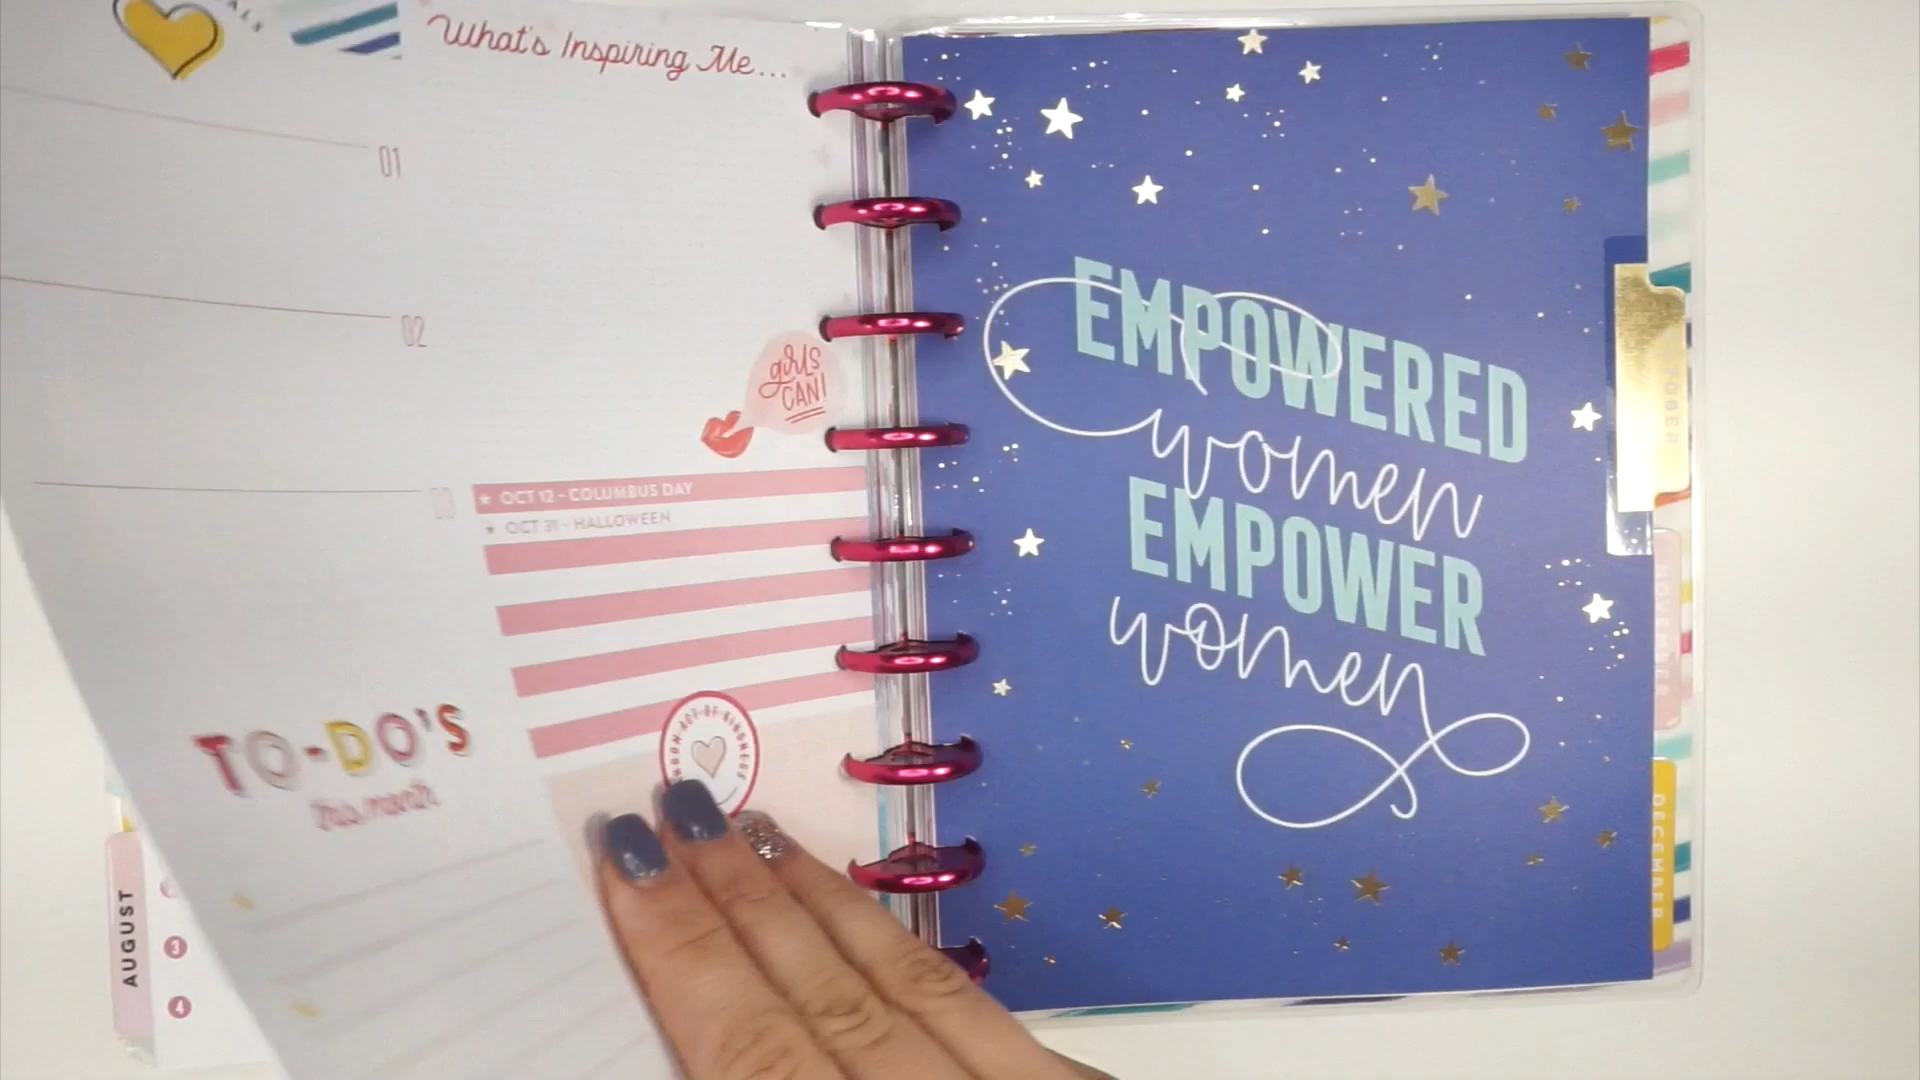 What's Inspiring Me...
01
02
03
girls
CAN!
OCT 12 - COLUMBUS DAY
OCT 31 - HALLOWEEN
TO-DO'S
this month
AUGUST
3
4
EMPOWERED
women
EMPOWER
women
DECEMBER